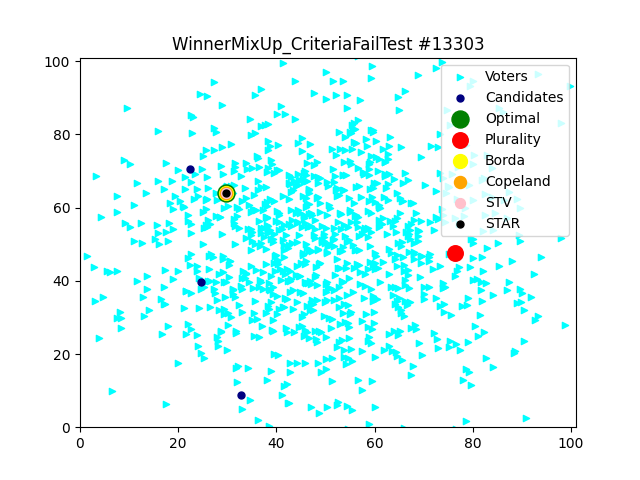 WinnerMixUp_CriteriaFailTest #13303
100
80
60
40
20
0
0
20
40
60
80
100
Voters
Candidates
Optimal
Plurality
Borda
Copeland
STV
STAR